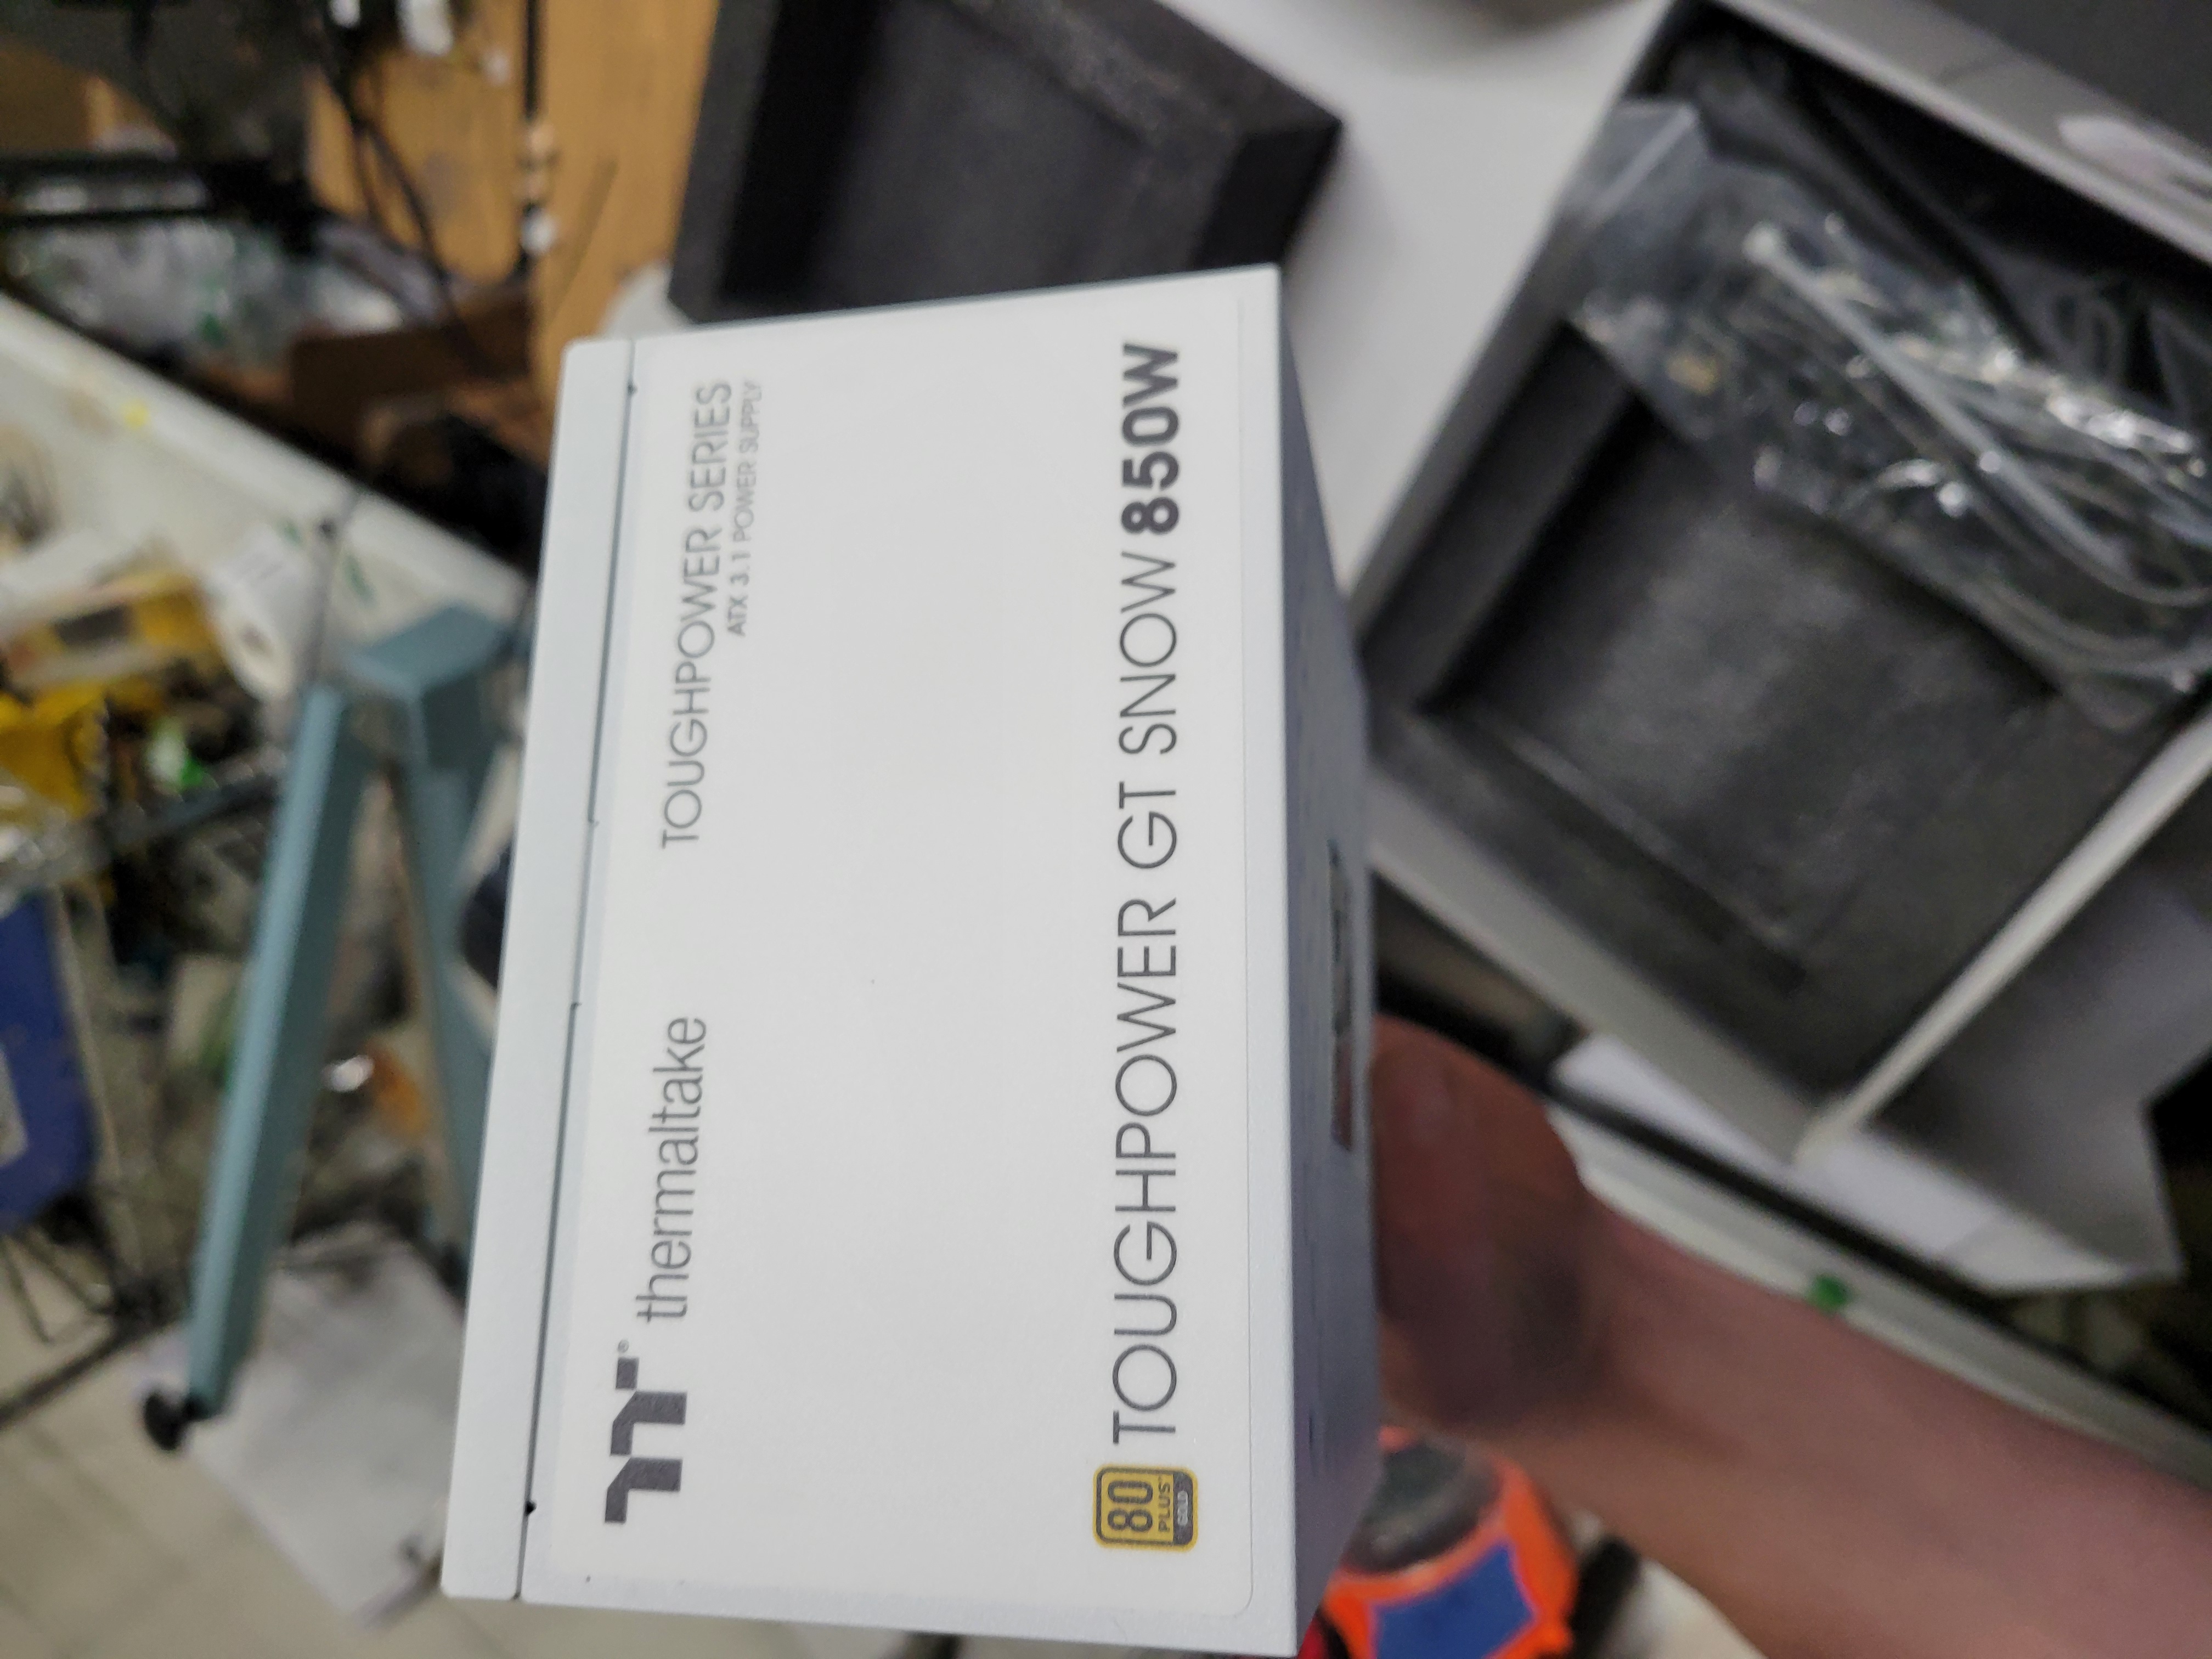 thermaltake
TOUGHPOWER SERIES
ATX 3.1 POWER SUPPLY
80 PLUS GOLD
TOUGHPOWER GT SNOW 850W